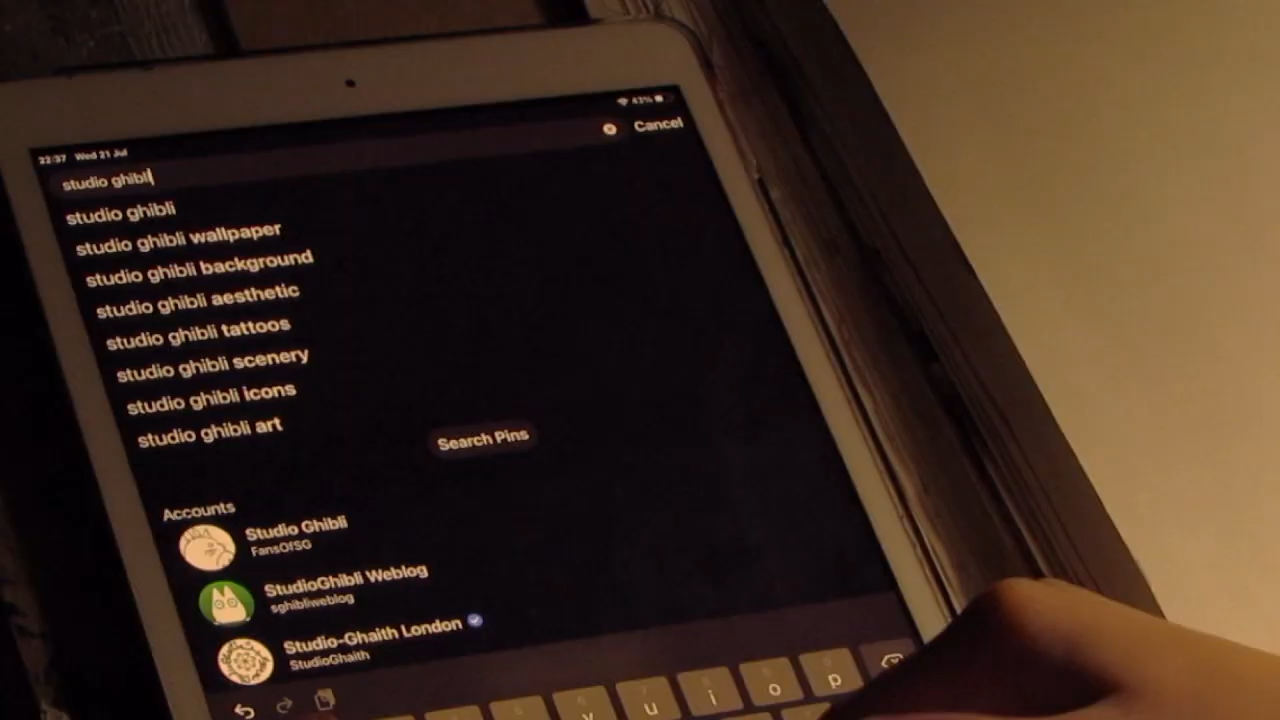 22:37 Wed 21 Jul
43%
Cancel
studio ghibli
studio ghibli
studio ghibli wallpaper
studio ghibli background
studio ghibli aesthetic
studio ghibli tattoos
studio ghibli scenery
studio ghibli icons
studio ghibli art
Search Pins
Accounts
Studio Ghibli
FansOfSG
StudioGhibli Weblog
sghibliweblog
Studio-Ghaith London
StudioGhaith
y u i o p